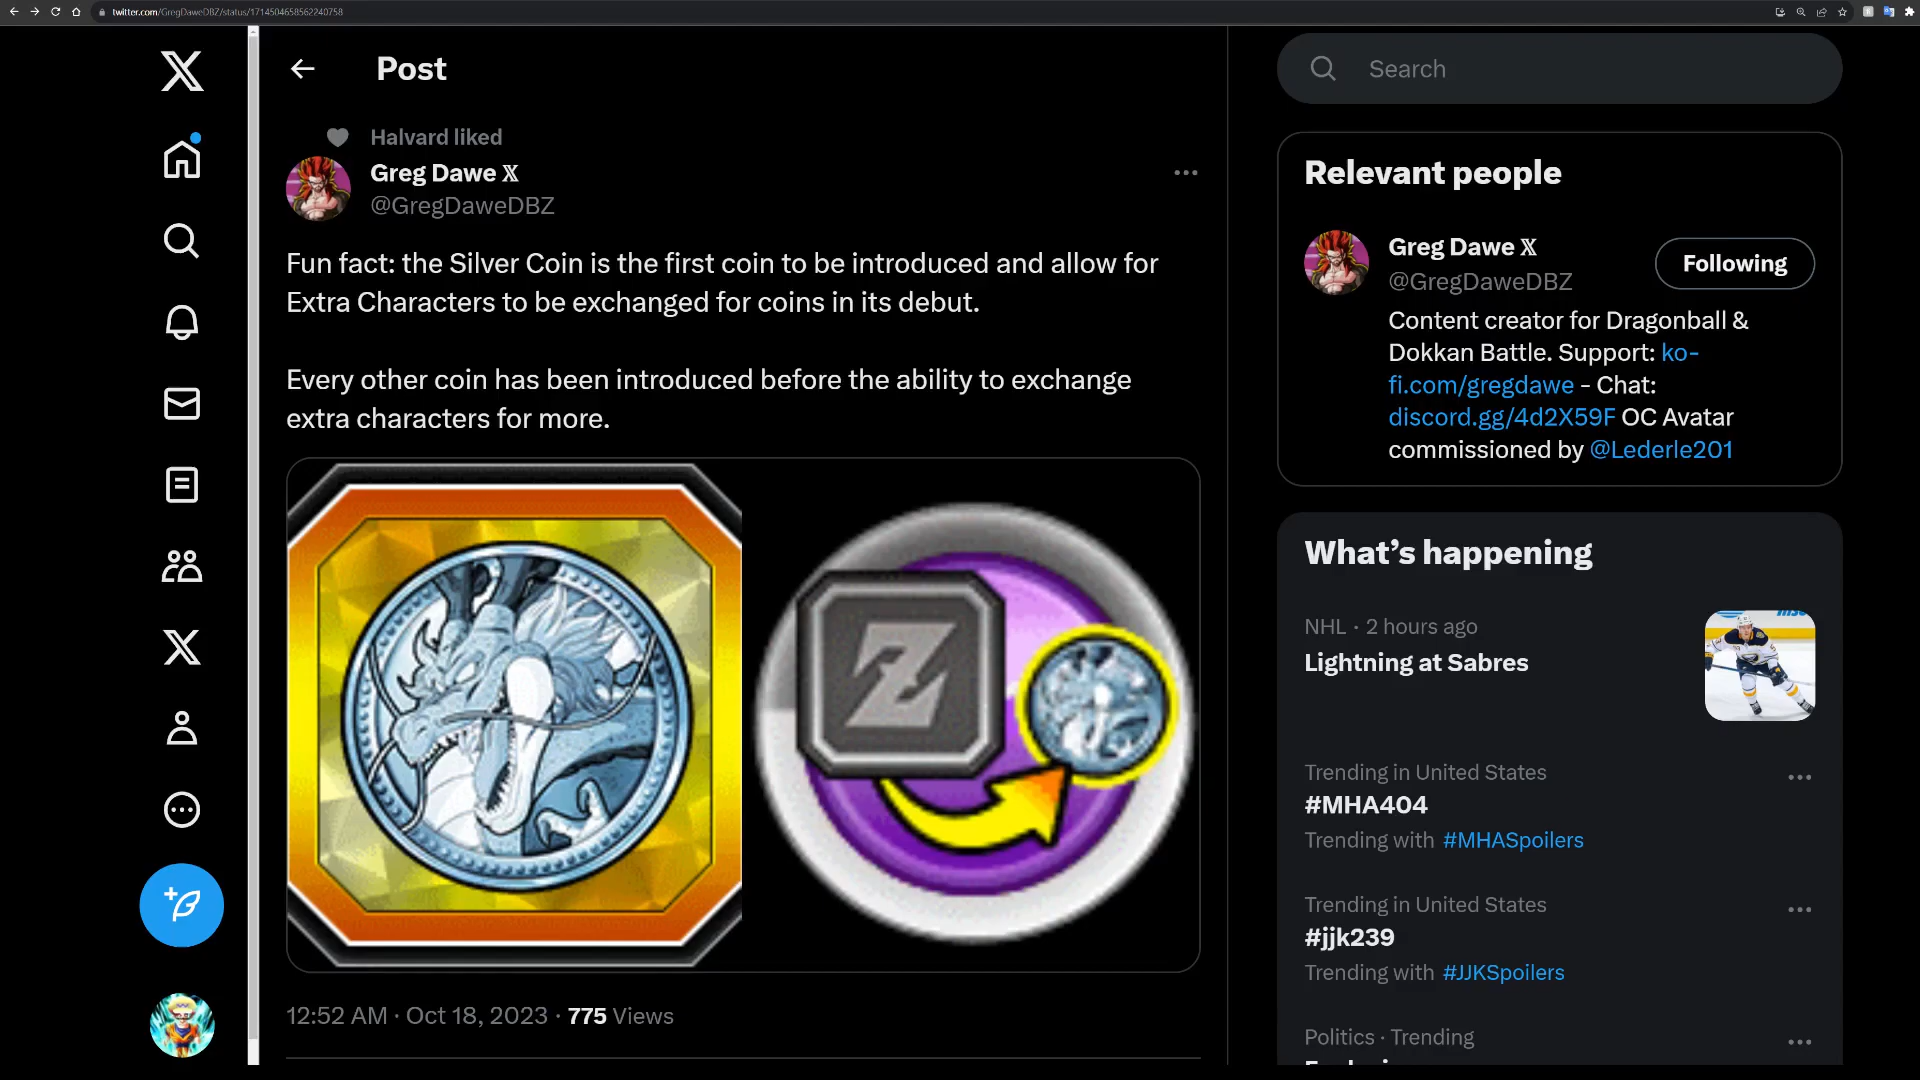 twitter.com/GregDaweDBZ/status/1714504658562240758
Post
Search
Halvard liked
Greg Dawe 𝕏
@GregDaweDBZ
Fun fact: the Silver Coin is the first coin to be introduced and allow for
Extra Characters to be exchanged for coins in its debut.
Every other coin has been introduced before the ability to exchange
extra characters for more.
Z
12:52 AM · Oct 18, 2023 · 775 Views
Relevant people
Greg Dawe 𝕏
@GregDaweDBZ
Following
Content creator for Dragonball &
Dokkan Battle. Support: ko-
fi.com/gregdawe - Chat:
discord.gg/4d2X59F OC Avatar
commissioned by @Lederle201
What's happening
NHL · 2 hours ago
Lightning at Sabres
Trending in United States
#MHA404
Trending with #MHASpoilers
Trending in United States
#jjk239
Trending with #JJKSpoilers
Politics · Trending